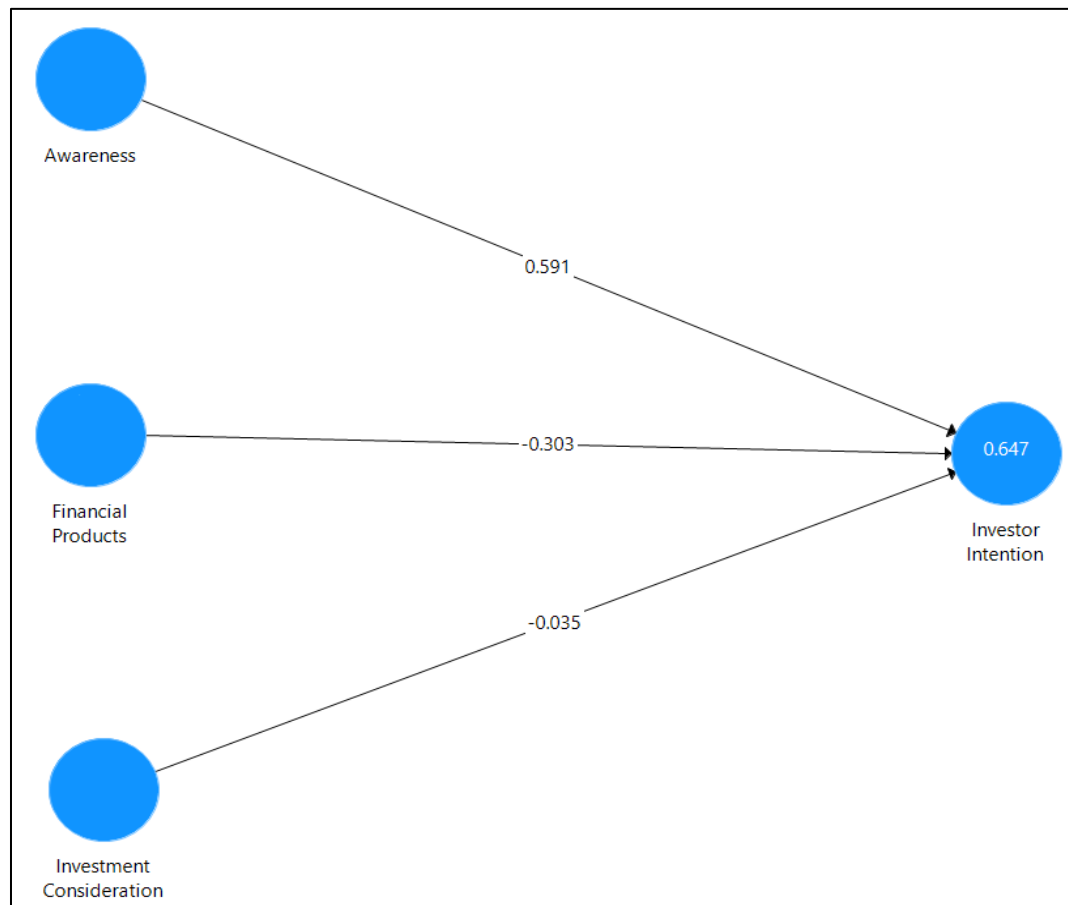 Awareness
0.591
Financial
Products
-0.303
0.647
Investor
Intention
-0.035
Investment
Consideration